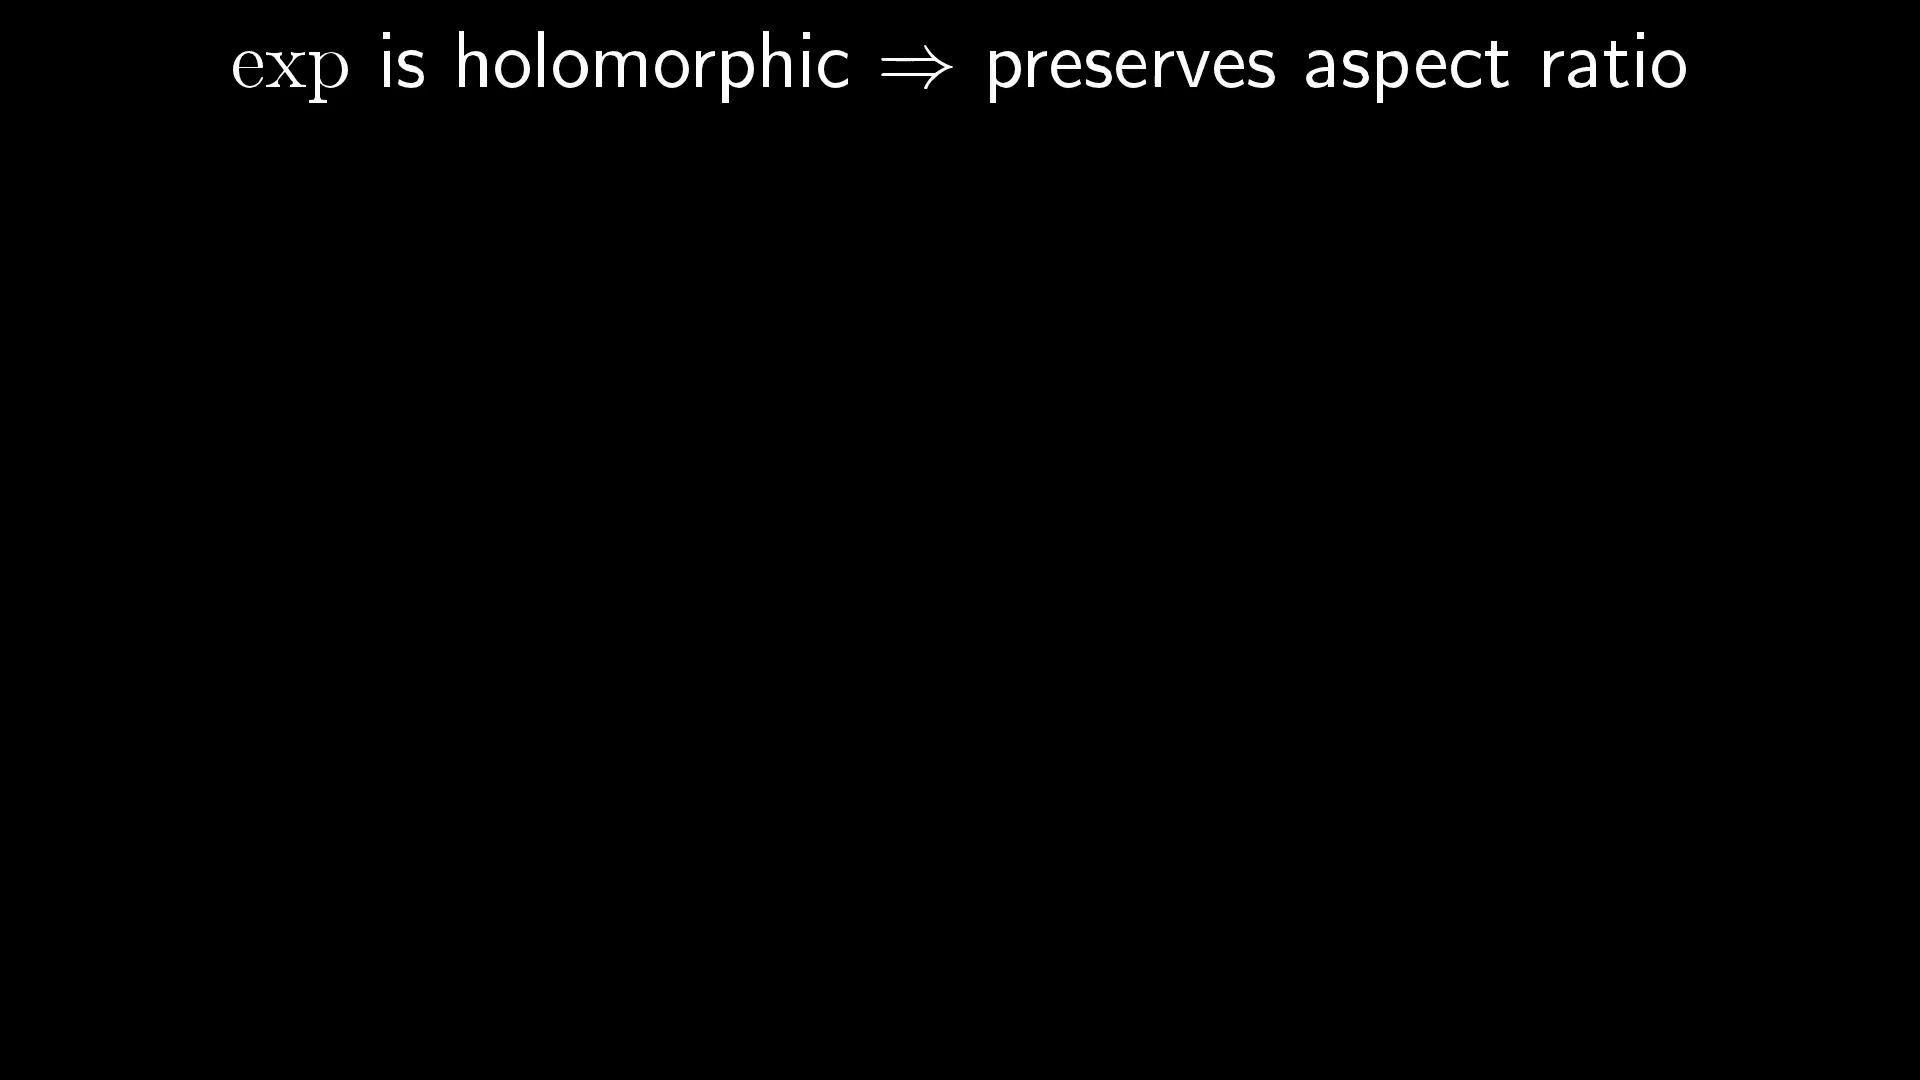 exp is holomorphic ⇒ preserves aspect ratio